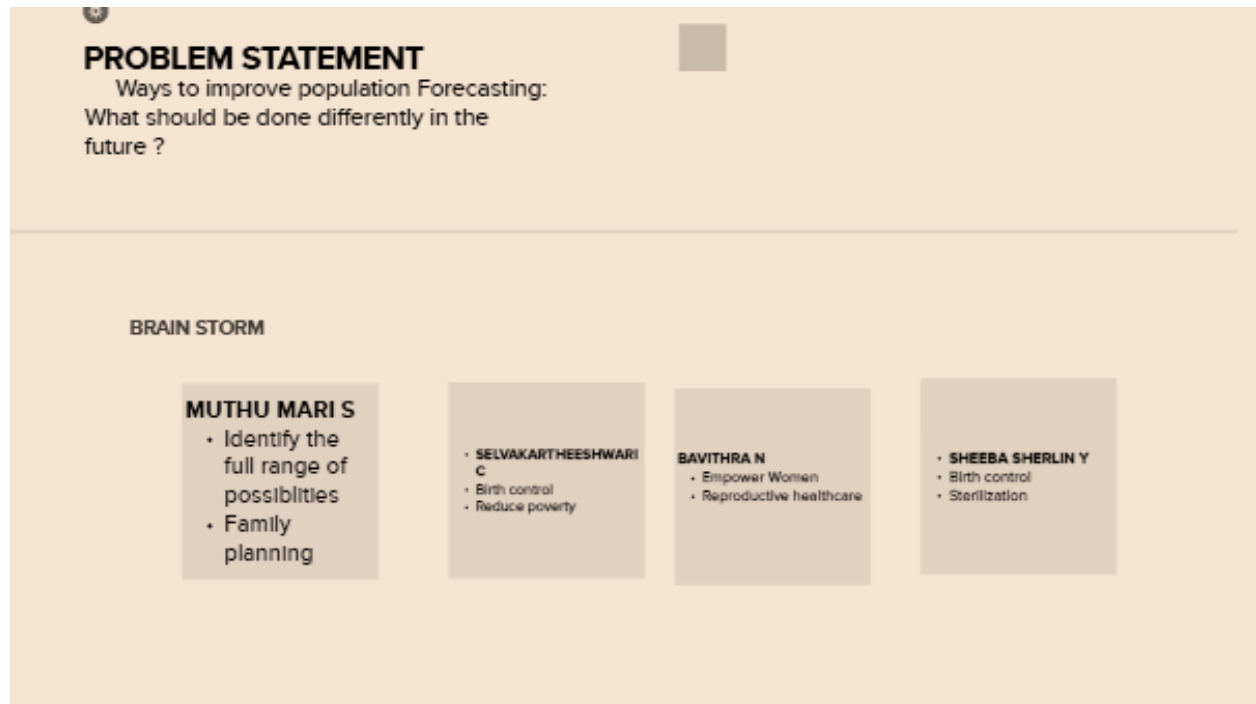 PROBLEM STATEMENT
Ways to improve population Forecasting:
What should be done differently in the
future ?
BRAIN STORM
MUTHU MARI S
• Identify the
full range of
possiblities
• Family
planning
• SELVAKARTHEESHWARI
C
• Birth control
• Reduce poverty
BAVITHRA N
• Empower Women
• Reproductive healthcare
• SHEEBA SHERLIN Y
• Birth control
• Sterilization